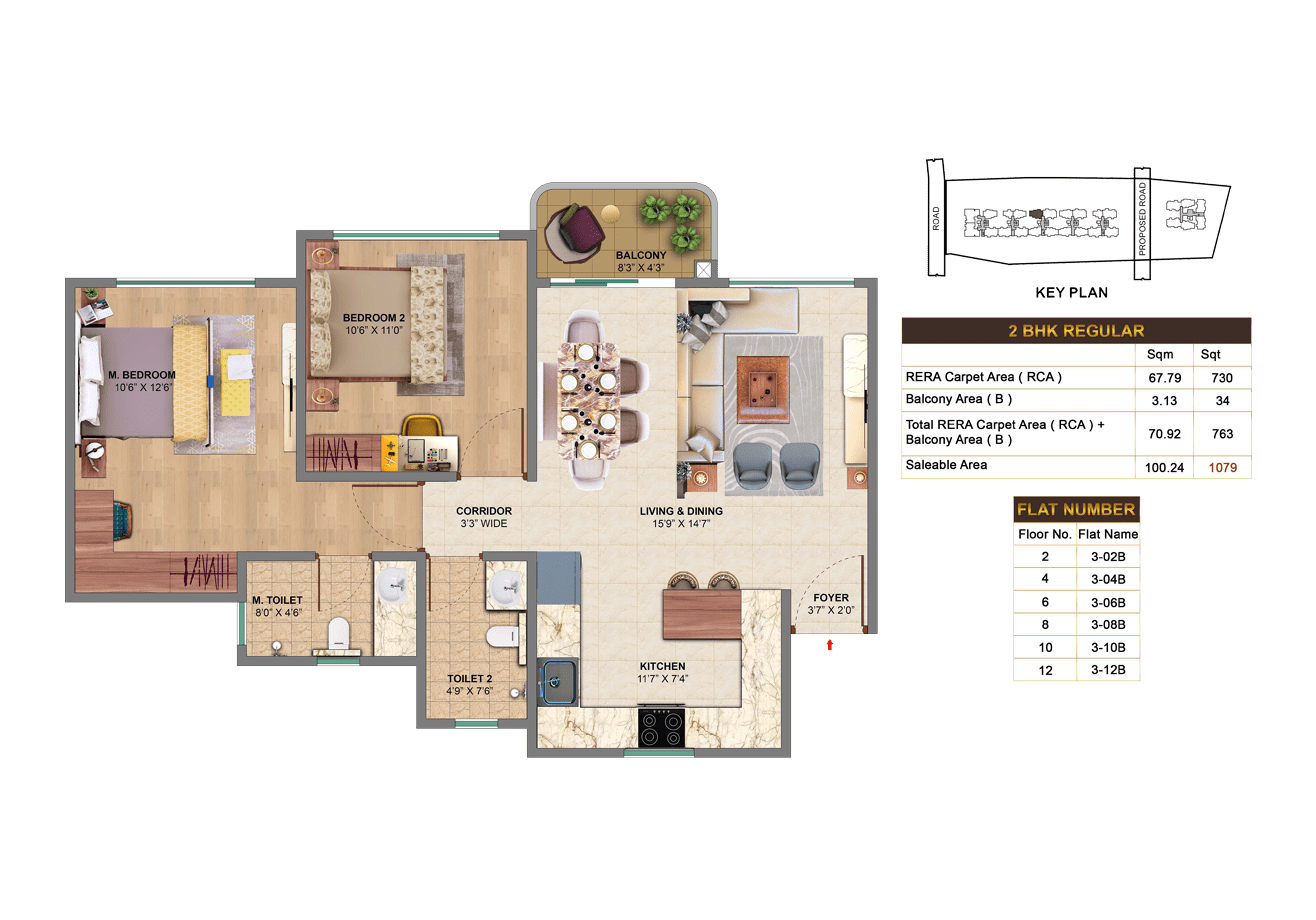 BALCONY
8'3" X 4'3"
BEDROOM 2
10'6" X 11'0"
M. BEDROOM
10'6" X 12'6"
CORRIDOR
3'3" WIDE
LIVING & DINING
15'9" X 14'7"
M. TOILET
8'0" X 4'6"
FOYER
3'7" X 2'0"
TOILET 2
4'9" X 7'6"
KITCHEN
11'7" X 7'4"
ROAD
PROPOSED ROAD
KEY PLAN
2 BHK REGULAR
Sqm Sqt
RERA Carpet Area ( RCA ) 67.79 730
Balcony Area ( B ) 3.13 34
Total RERA Carpet Area ( RCA ) +
Balcony Area ( B ) 70.92 763
Saleable Area 100.24 1079
FLAT NUMBER
Floor No. Flat Name
2 3-02B
4 3-04B
6 3-06B
8 3-08B
10 3-10B
12 3-12B